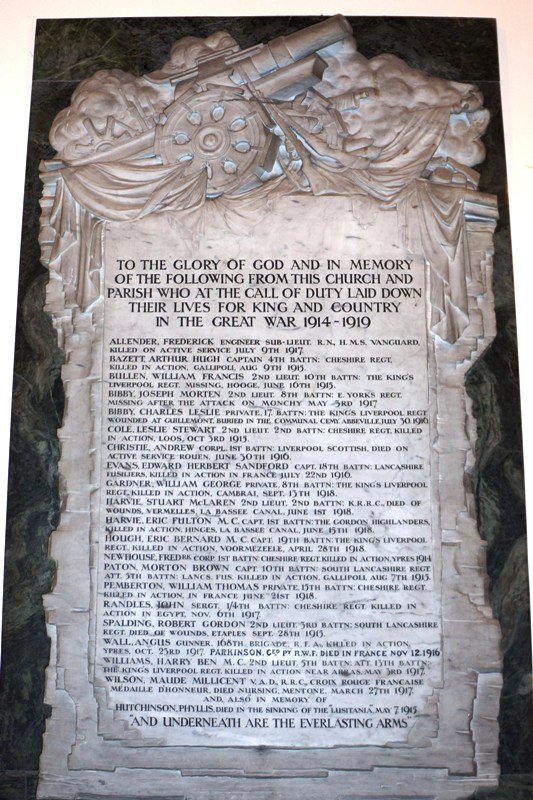 TO THE GLORY OF GOD AND IN MEMORY
OF THE FOLLOWING FROM THIS CHURCH AND
PARISH WHO AT THE CALL OF DUTY LAID DOWN
THEIR LIVES FOR KING AND COUNTRY
IN THE GREAT WAR 1914-1919
ALLENDER, FREDERICK ENGINEER SUB-LIEUT. R.N., H.M.S. VANGUARD,
KILLED ON ACTIVE SERVICE JULY 9TH 1917.
BAZETT, ARTHUR HUGH CAPTAIN 4TH BATTN: CHESHIRE REGT.
KILLED IN ACTION, GALLIPOLI, AUG 9TH 1915.
BULLEN, WILLIAM FRANCIS 2ND LIEUT. 10TH BATTN: THE KING'S
LIVERPOOL REGT. MISSING, HOOGE, JUNE 16TH 1915.
BIBBY, JOSEPH MORTEN 2ND LIEUT. 8TH BATTN: E. YORKS REGT.
MISSING AFTER THE ATTACK ON MONCHY MAY 3RD 1917
BIBBY, CHARLES LESLIE PRIVATE, 17. BATTN: THE KING'S LIVERPOOL REGT
WOUNDED AT GUILLEMONT, BURIED IN THE COMMUNAL CEMY. ABBEVILLE, JULY 30 1916.
COLE, LESLIE STEWART 2ND LIEUT. 2ND BATTN: CHESHIRE REGT, KILLED
IN ACTION, LOOS, OCT 3RD 1915.
CHRISTIE, ANDREW CORPL. 1ST BATTN: LIVERPOOL SCOTTISH, DIED ON
ACTIVE SERVICE ROUEN, JUNE 30TH 1916.
EVANS, EDWARD HERBERT SANDFORD CAPT. 18TH BATTN: LANCASHIRE
FUSILIERS, KILLED IN ACTION IN FRANCE JULY 22ND 1916.
GARDNER, WILLIAM GEORGE PRIVATE, 8TH BATTN: THE KING'S LIVERPOOL
REGT, KILLED IN ACTION, CAMBRAI, SEPT. 13TH 1918.
HARVIE, STUART McLAREN 2ND LIEUT, 2ND BATTN: K.R.R.C., DIED OF
WOUNDS, VERMELLES, LA BASSEE CANAL, JUNE 1ST 1918.
HARVIE, ERIC FULTON M.C. CAPT. 1ST BATTN: THE GORDON HIGHLANDERS,
KILLED IN ACTION, HINGES, LA BASSEE CANAL, JUNE 15TH 1918.
HOUGH, ERIC BERNARD M.C. CAPT. 19TH BATTN: THE KING'S LIVERPOOL
REGT. KILLED IN ACTION, VOORMEZEELE, APRIL 28TH 1918.
NEWHOUSE, FREDRK CORP. 1ST BATTN: CHESHIRE REGT. KILLED IN ACTION, YPRES 1914
PATON, MORTON BROWN CAPT. 10TH BATTN: SOUTH LANCASHIRE REGT.
ATT. 5TH BATTN: LANCS. FUS. KILLED IN ACTION, GALLIPOLI AUG 7TH 1915.
PEMBERTON, WILLIAM THOMAS PRIVATE, 15TH BATTN: CHESHIRE REGT.
KILLED IN ACTION, IN FRANCE JUNE 21ST 1918.
RANDLES, JOHN SERGT. 1/4TH BATTN: CHESHIRE REGT. KILLED IN
ACTION IN EGYPT, NOV. 6TH 1917.
SPALDING, ROBERT GORDON 2ND LIEUT, 3RD BATTN: SOUTH LANCASHIRE
REGT. DIED OF WOUNDS, ETAPLES SEPT. 28TH 1915.
WALL, ANGUS GUNNER, 168TH BRIGADE, R.F.A., KILLED IN ACTION,
YPRES, OCT. 23RD 1917. PARKINSON. GEO PT R.W.F. DIED IN FRANCE NOV 12. 1916
WILLIAMS, HARRY BEN M.C. 2ND LIEUT, 5TH BATTN: ATT. 13TH BATTN:
THE KING'S LIVERPOOL REGT. KILLED IN ACTION NEAR ARRAS, MAY 3RD 1917.
WILSON, MAUDE MILLICENT V.A.D., R.R.C., CROIX ROUGE FRANCAISE
MEDAILLE D'HONNEUR, DIED NURSING, MENTONE, MARCH 27TH 1917.
AND, ALSO IN MEMORY OF
HUTCHINSON, PHYLLIS, DIED IN THE SINKING OF THE "LUSITANIA", MAY 7 1915
"AND UNDERNEATH ARE THE EVERLASTING ARMS"